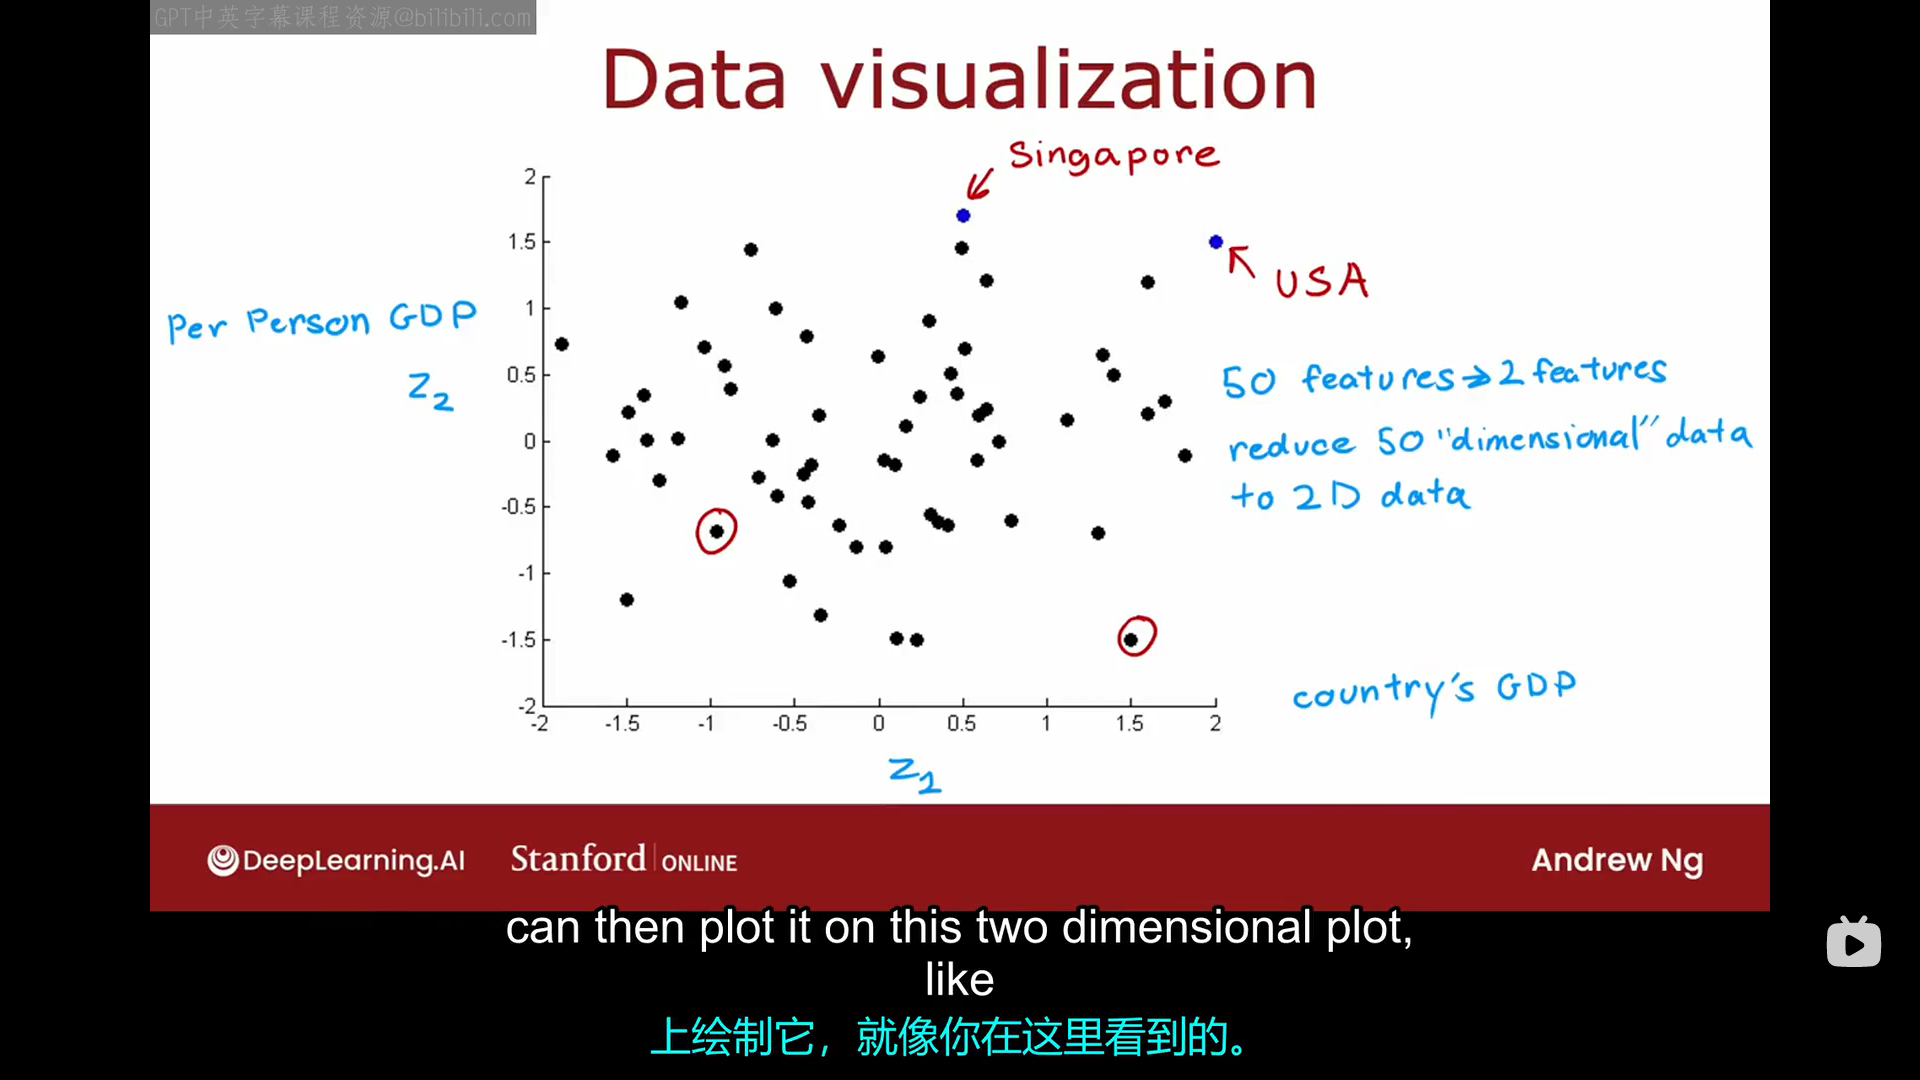 GPT中英字幕课程资源@bilibili.com
Data visualization
Singapore
USA
Per Person GDP
z2
2
1.5
1
0.5
0
-0.5
-1
-1.5
-2
50 features → 2 features
reduce 50 "dimensional" data
to 2D data
country's GDP
-2 -1.5 -1 -0.5 0 0.5 1 1.5 2
z1
DeepLearning.AI Stanford ONLINE Andrew Ng
can then plot it on this two dimensional plot,
like
上绘制它，就像你在这里看到的。